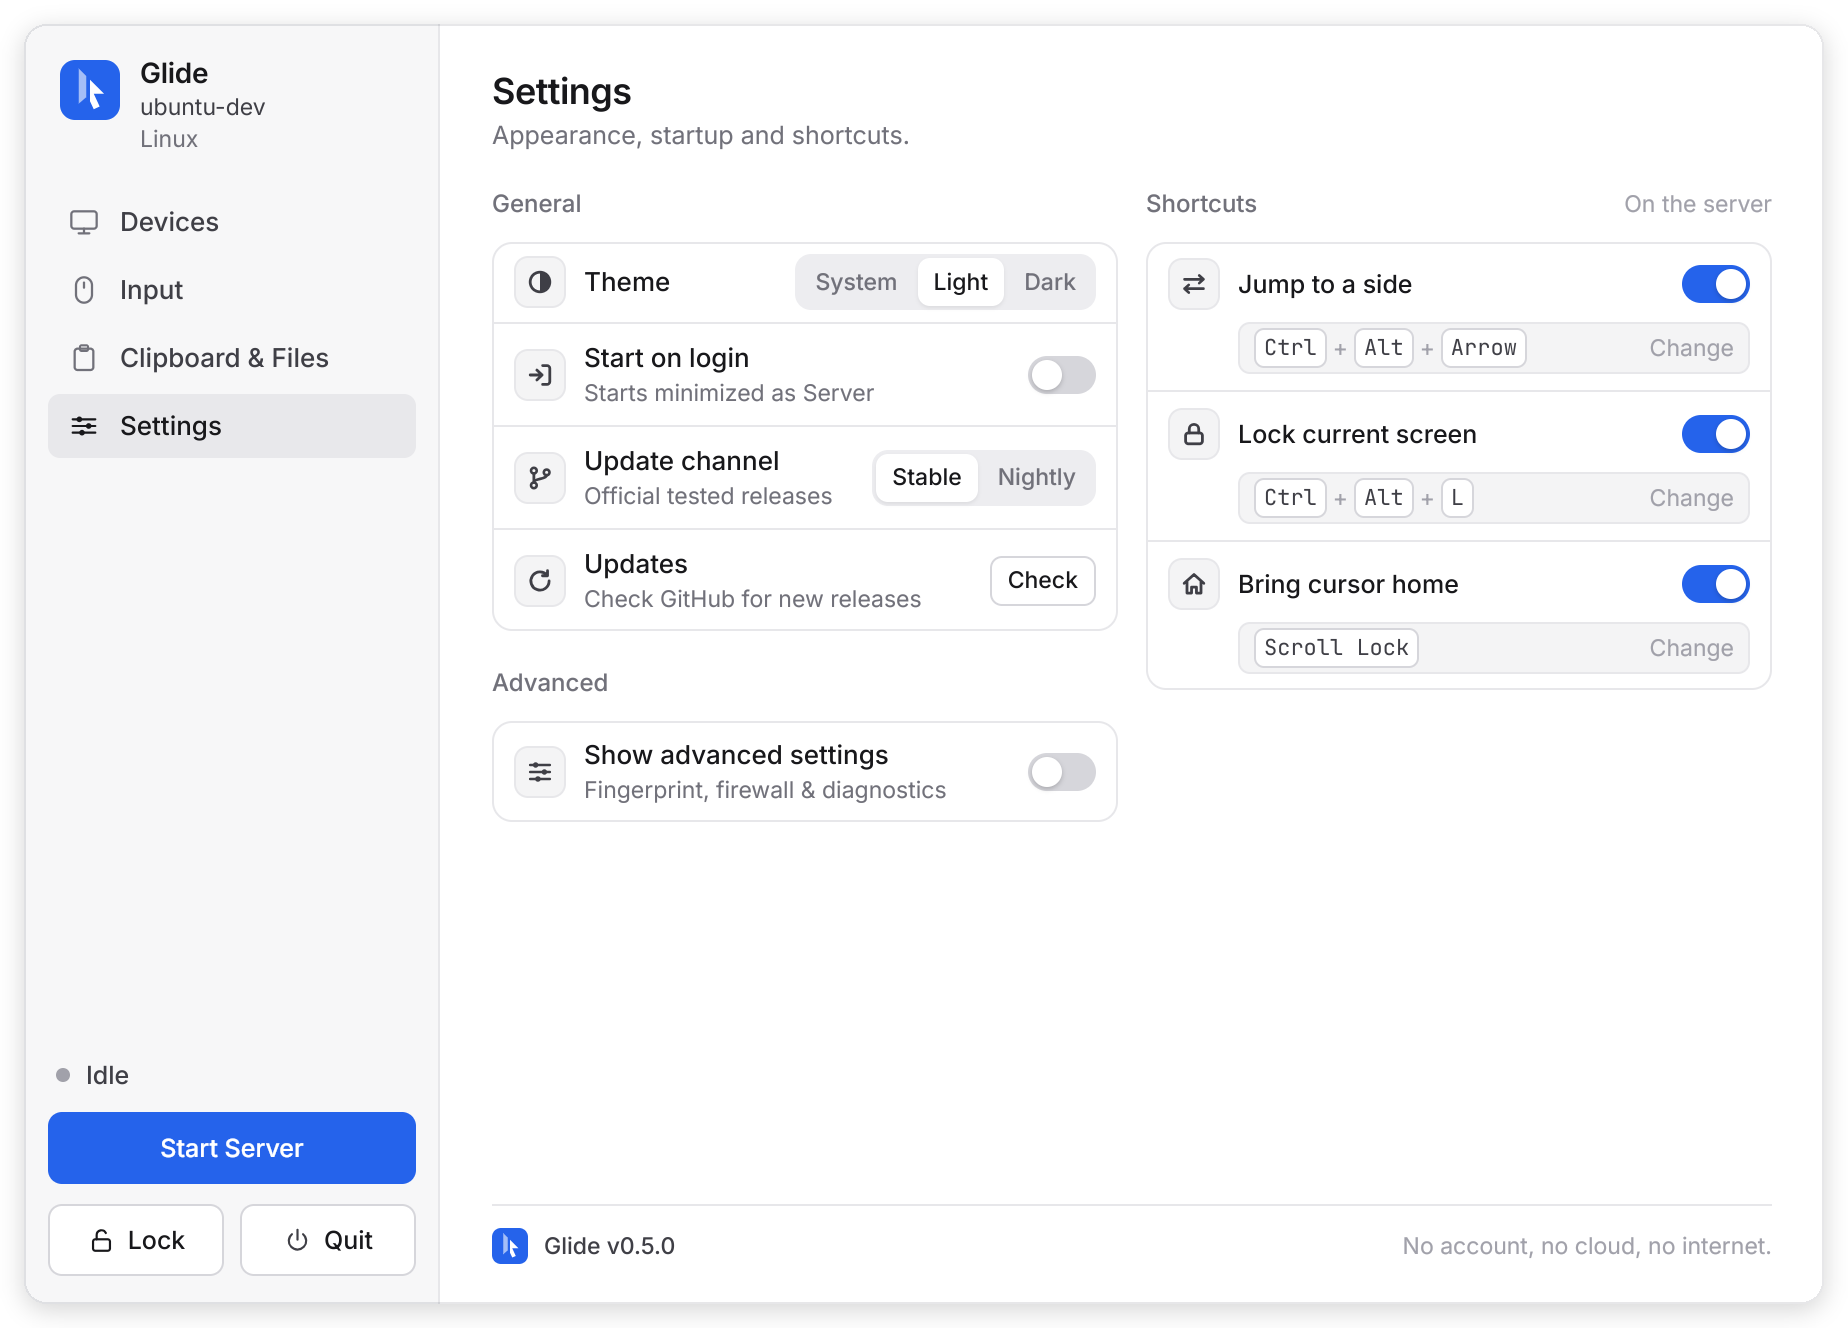 Glide
ubuntu-dev
Linux
Devices
Input
Clipboard & Files
Settings
Idle
Start Server
Lock
Quit
Settings
Appearance, startup and shortcuts.
General
Theme
System
Light
Dark
Start on login
Starts minimized as Server
Update channel
Official tested releases
Stable
Nightly
Updates
Check GitHub for new releases
Check
Advanced
Show advanced settings
Fingerprint, firewall & diagnostics
Shortcuts
On the server
Jump to a side
Ctrl + Alt + Arrow
Change
Lock current screen
Ctrl + Alt + L
Change
Bring cursor home
Scroll Lock
Change
Glide v0.5.0
No account, no cloud, no internet.